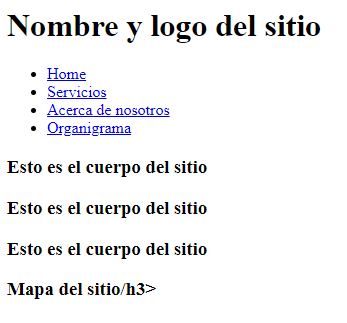 Nombre y logo del sitio
Home
Servicios
Acerca de nosotros
Organigrama
Esto es el cuerpo del sitio
Esto es el cuerpo del sitio
Esto es el cuerpo del sitio
Mapa del sitio/h3>